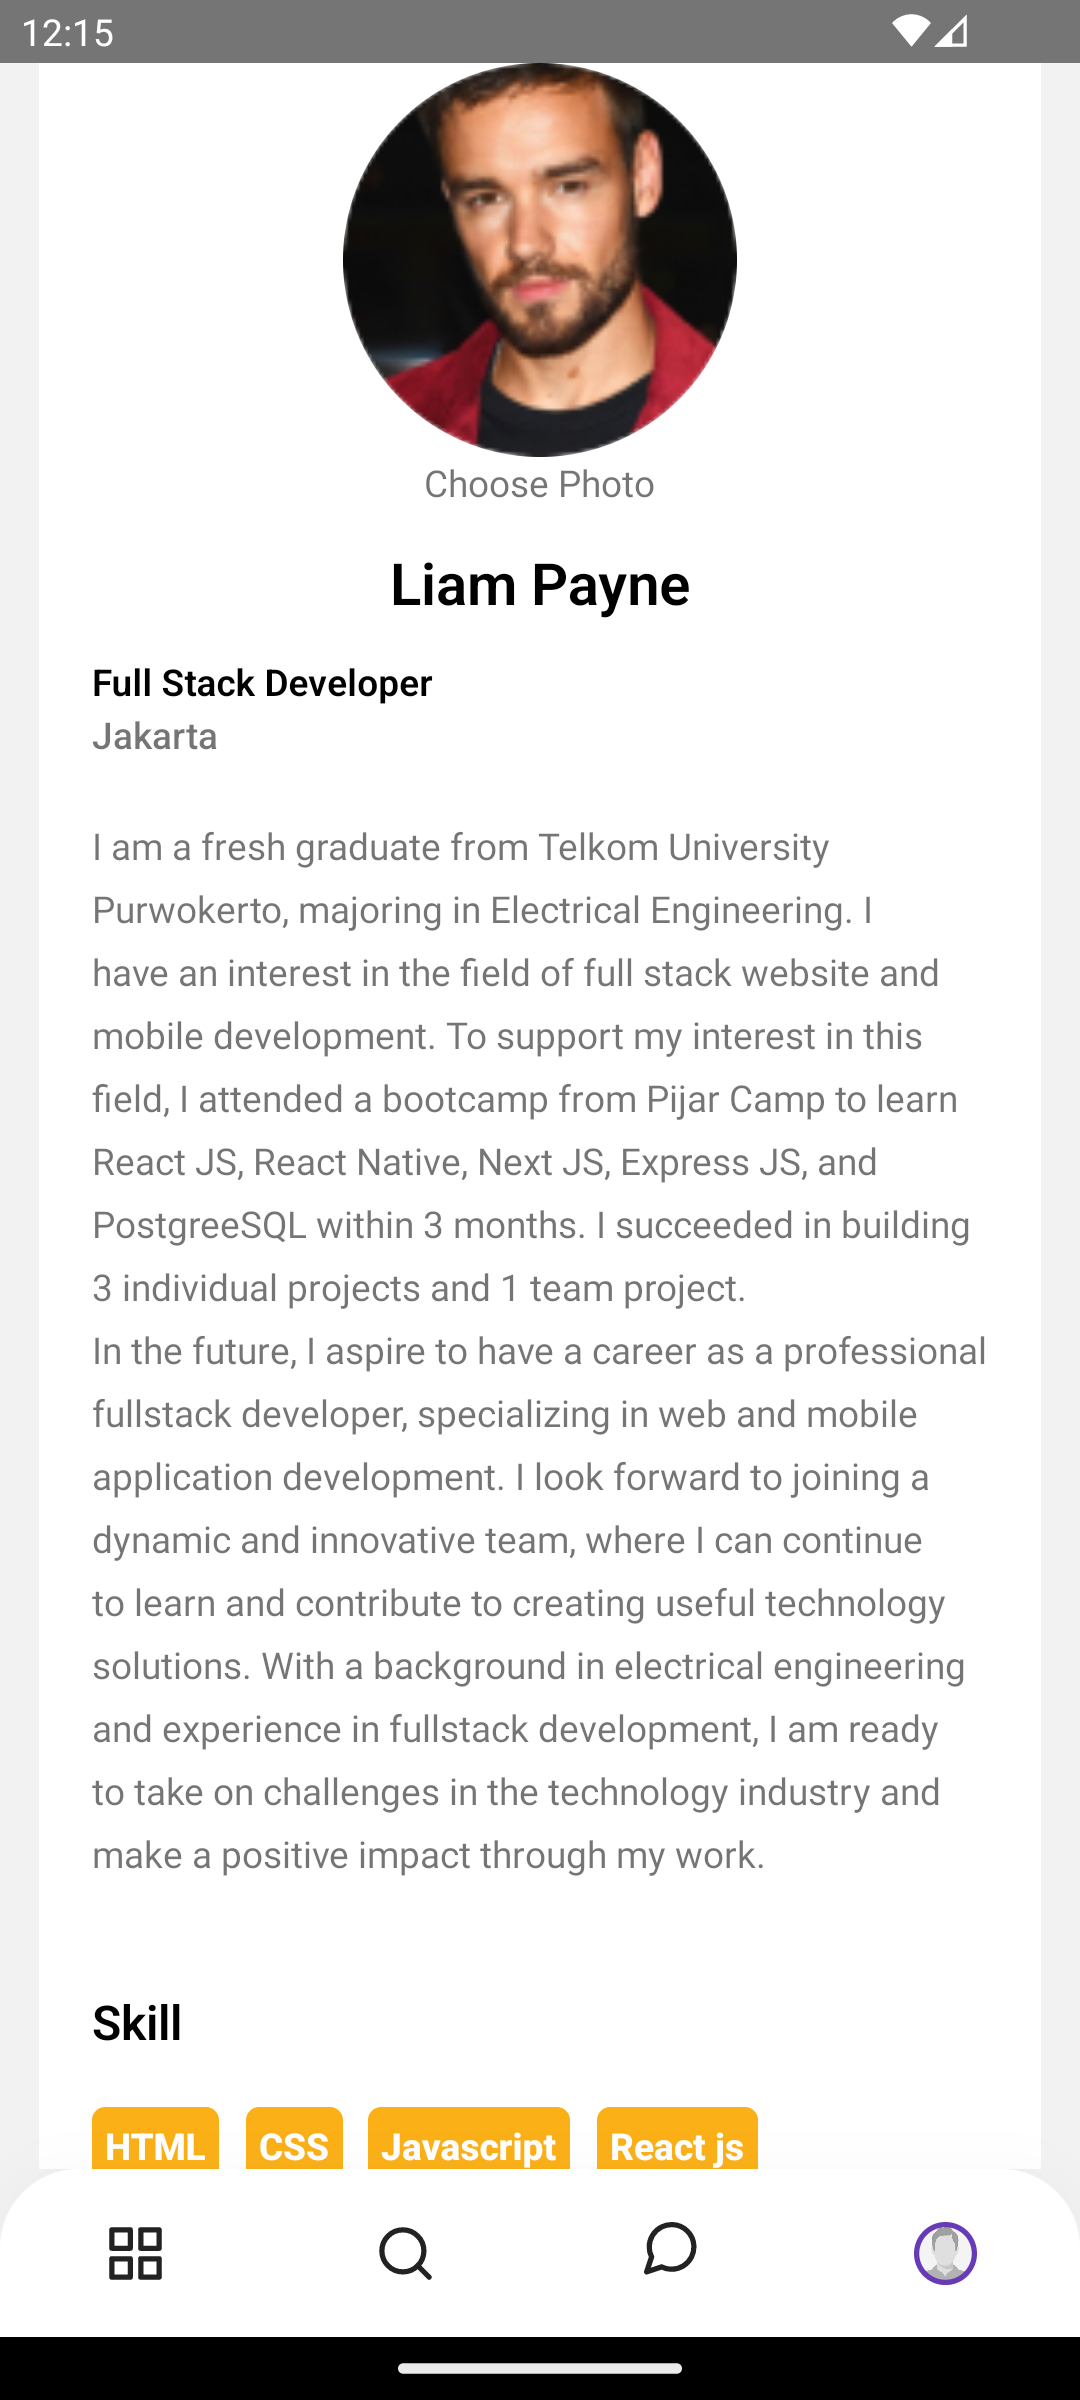 12:15
Choose Photo
Liam Payne
Full Stack Developer
Jakarta
I am a fresh graduate from Telkom University
Purwokerto, majoring in Electrical Engineering. I
have an interest in the field of full stack website and
mobile development. To support my interest in this
field, I attended a bootcamp from Pijar Camp to learn
React JS, React Native, Next JS, Express JS, and
PostgreeSQL within 3 months. I succeeded in building
3 individual projects and 1 team project.
In the future, I aspire to have a career as a professional
fullstack developer, specializing in web and mobile
application development. I look forward to joining a
dynamic and innovative team, where I can continue
to learn and contribute to creating useful technology
solutions. With a background in electrical engineering
and experience in fullstack development, I am ready
to take on challenges in the technology industry and
make a positive impact through my work.
Skill
HTML CSS Javascript React js